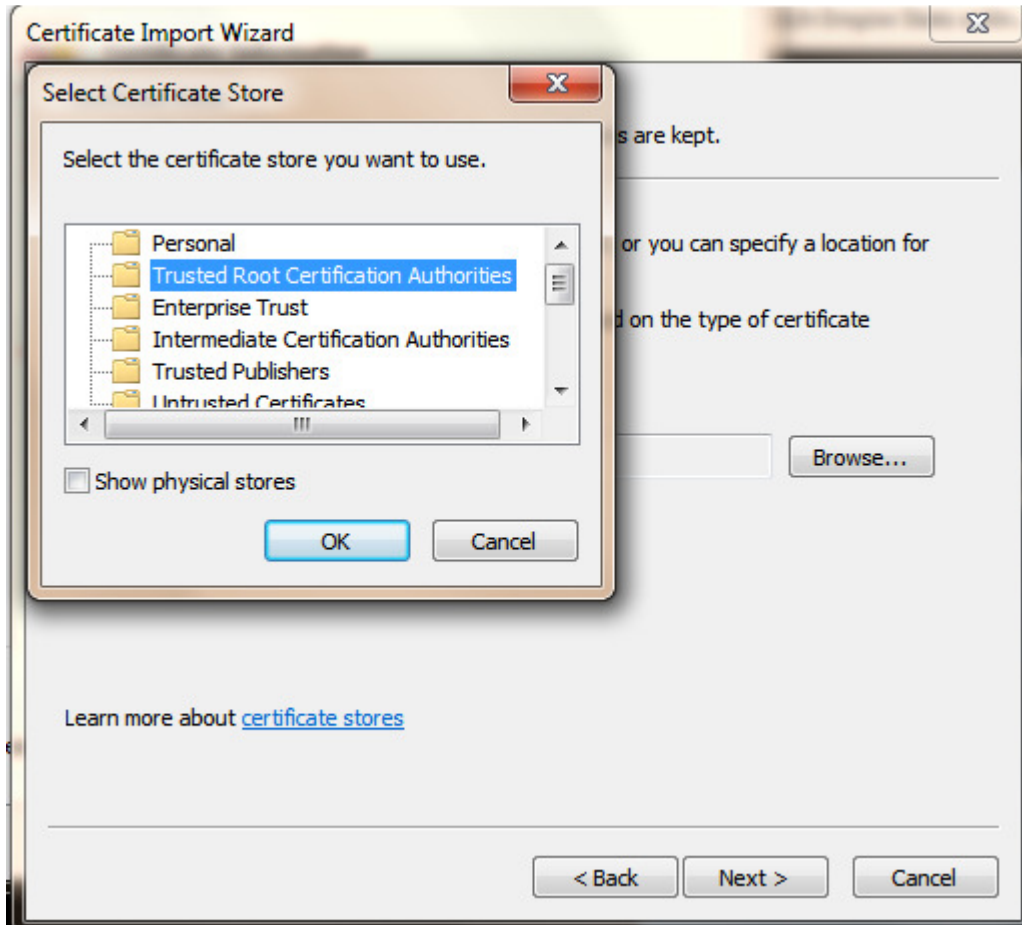 Certificate Import Wizard
Select Certificate Store
Select the certificate store you want to use.
Personal
Trusted Root Certification Authorities
Enterprise Trust
Intermediate Certification Authorities
Trusted Publishers
Untrusted Certificates
Show physical stores
OK Cancel
s are kept.
or you can specify a location for
on the type of certificate
Browse...
Learn more about certificate stores
< Back Next > Cancel